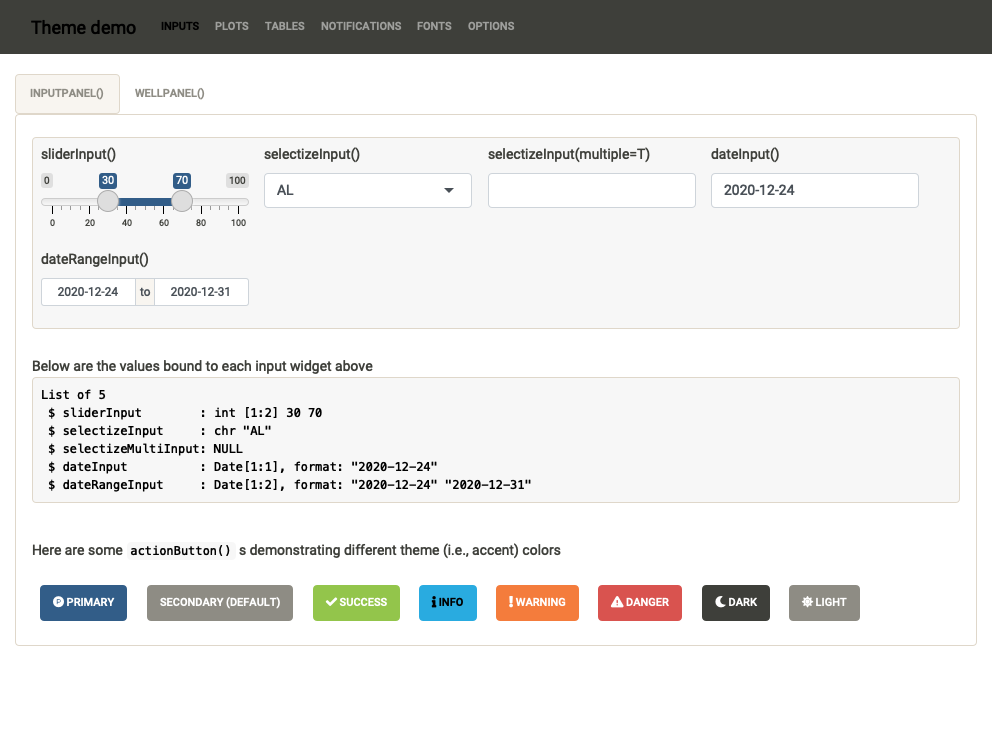 Theme demo INPUTS PLOTS TABLES NOTIFICATIONS FONTS OPTIONS
INPUTPANEL() WELLPANEL()
sliderInput() selectizeInput() selectizeInput(multiple=T) dateInput()
0 30 70 100
AL 2020-12-24
0 20 40 60 80 100
dateRangeInput()
2020-12-24 to 2020-12-31
Below are the values bound to each input widget above
List of 5
 $ sliderInput        : int [1:2] 30 70
 $ selectizeInput     : chr "AL"
 $ selectizeMultiInput: NULL
 $ dateInput          : Date[1:1], format: "2020-12-24"
 $ dateRangeInput     : Date[1:2], format: "2020-12-24" "2020-12-31"
Here are some actionButton() s demonstrating different theme (i.e., accent) colors
PRIMARY SECONDARY (DEFAULT) SUCCESS INFO WARNING DANGER DARK LIGHT